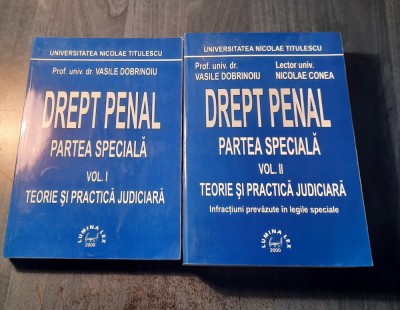 UNIVERSITATEA NICOLAE TITULESCU
Prof. univ. dr. VASILE DOBRINOIU
DREPT PENAL
PARTEA SPECIALĂ
VOL. I
TEORIE ȘI PRACTICĂ JUDICIARĂ
LUMINA LEX
2000
UNIVERSITATEA NICOLAE TITULESCU
Prof. univ. dr.
VASILE DOBRINOIU
Lector univ.
NICOLAE CONEA
DREPT PENAL
PARTEA SPECIALĂ
VOL. II
TEORIE ȘI PRACTICĂ JUDICIARĂ
Infracțiuni prevăzute în legile speciale
LUMINA LEX
2000